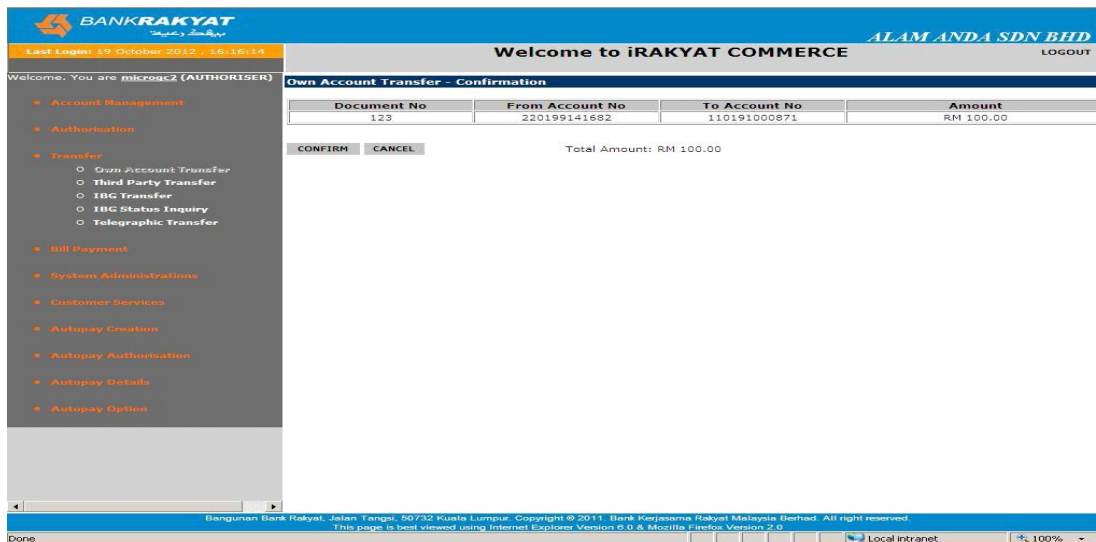 BANKRAKYAT
ALAM ANDA SDN BHD
Last Login: 19 October 2012 , 16:16:14
Welcome to iRAKYAT COMMERCE
LOGOUT
Welcome. You are microgc2 (AUTHORISER)
Own Account Transfer - Confirmation
Document No From Account No To Account No Amount
123 220199141682 110191000871 RM 100.00
CONFIRM CANCEL Total Amount: RM 100.00
Account Management
Authorisation
Transfer
Own Account Transfer
Third Party Transfer
IBG Transfer
IBG Status Inquiry
Telegraphic Transfer
Bill Payment
System Administrations
Customer Services
Autopay Creation
Autopay Authorisation
Autopay Details
Autopay Option
Bangunan Bank Rakyat, Jalan Tangsi, 50732 Kuala Lumpur. Copyright © 2011. Bank Kerjasama Rakyat Malaysia Berhad. All right reserved.
This page is best viewed using Internet Explorer Version 6.0 & Mozilla Firefox Version 2.0
Done Local intranet 100%